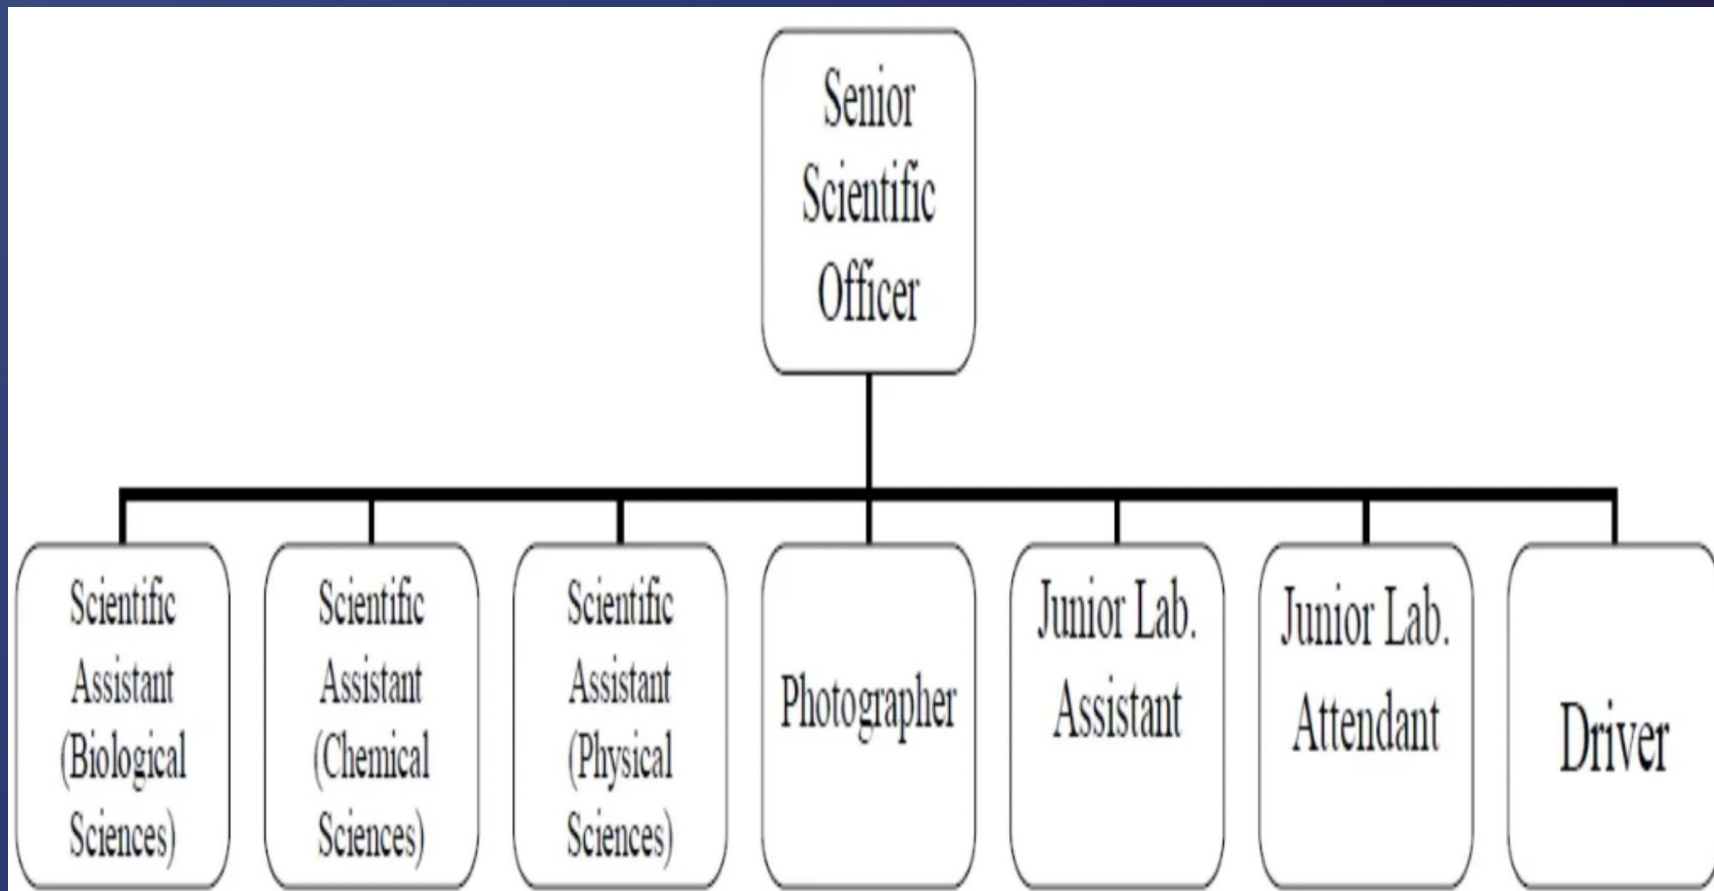 Senior
Scientific
Officer
Scientific
Assistant
(Biological
Sciences)
Scientific
Assistant
(Chemical
Sciences)
Scientific
Assistant
(Physical
Sciences)
Photographer
Junior Lab.
Assistant
Junior Lab.
Attendant
Driver